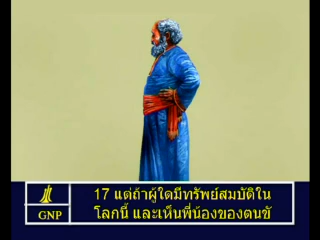 17 แต่ถ้าผู้ใดมีทรัพย์สมบัติใน
โลกนี้ และเห็นพี่น้องของตนขั
GNP